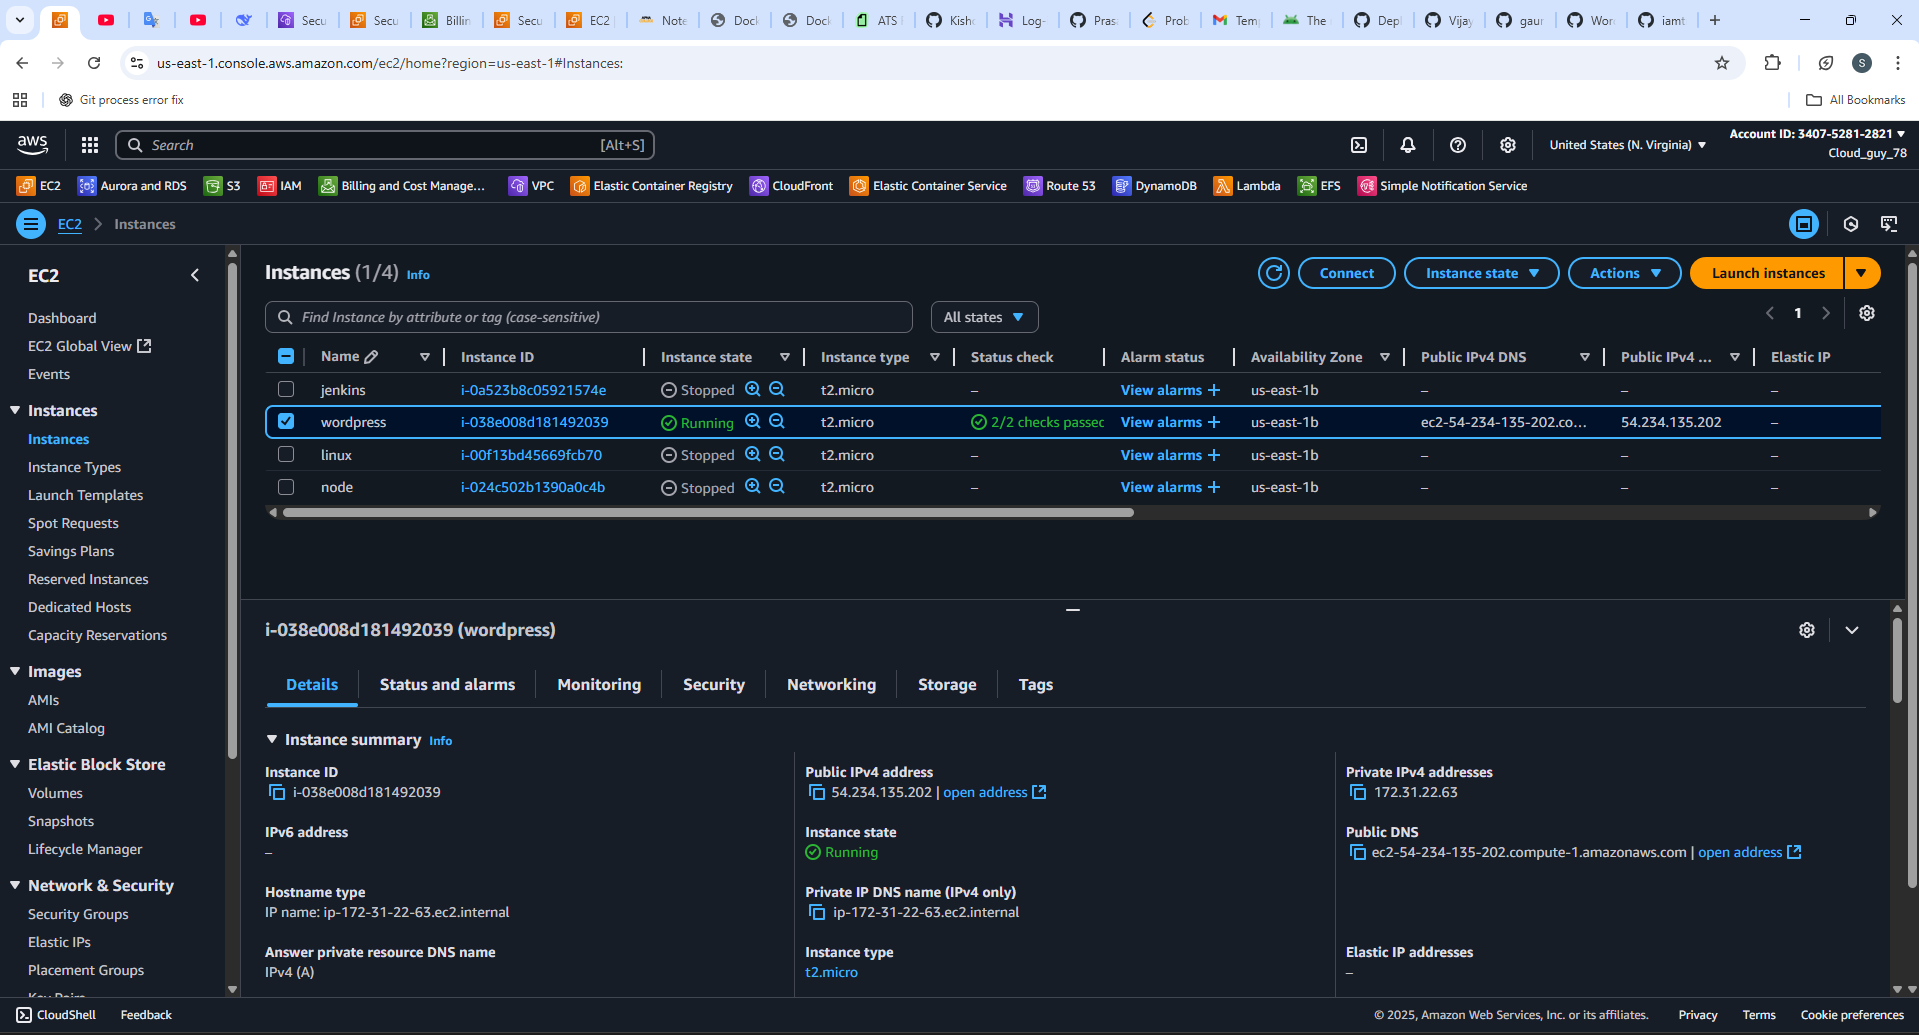 Secu
Secu
Billin
Secu
EC2
Note
Dock
Dock
ATS
Kish
Log-
Pras
Prob
Temp
The
Depl
Vijay
gaur
Wor
iamt
us-east-1.console.aws.amazon.com/ec2/home?region=us-east-1#Instances:
S
Git process error fix
All Bookmarks
aws
Search
[Alt+S]
United States (N. Virginia)
Account ID: 3407-5281-2821
Cloud_guy_78
EC2
Aurora and RDS
S3
IAM
Billing and Cost Manage...
VPC
Elastic Container Registry
CloudFront
Elastic Container Service
Route 53
DynamoDB
Lambda
EFS
Simple Notification Service
EC2
Instances
EC2
Dashboard
EC2 Global View
Events
Instances
Instances
Instance Types
Launch Templates
Spot Requests
Savings Plans
Reserved Instances
Dedicated Hosts
Capacity Reservations
Images
AMIs
AMI Catalog
Elastic Block Store
Volumes
Snapshots
Lifecycle Manager
Network & Security
Security Groups
Elastic IPs
Placement Groups
Key Pairs
Instances (1/4) Info
Connect
Instance state
Actions
Launch instances
Find Instance by attribute or tag (case-sensitive)
All states
1
Name Instance ID Instance state Instance type Status check Alarm status Availability Zone Public IPv4 DNS Public IPv4 ... Elastic IP
jenkins i-0a523b8c05921574e Stopped t2.micro – View alarms + us-east-1b – – –
wordpress i-038e008d181492039 Running t2.micro 2/2 checks passec View alarms + us-east-1b ec2-54-234-135-202.co... 54.234.135.202 –
linux i-00f13bd45669fcb70 Stopped t2.micro – View alarms + us-east-1b – – –
node i-024c502b1390a0c4b Stopped t2.micro – View alarms + us-east-1b – – –
i-038e008d181492039 (wordpress)
Details
Status and alarms
Monitoring
Security
Networking
Storage
Tags
Instance summary Info
Instance ID
i-038e008d181492039
Public IPv4 address
54.234.135.202 | open address
Private IPv4 addresses
172.31.22.63
IPv6 address
–
Instance state
Running
Public DNS
ec2-54-234-135-202.compute-1.amazonaws.com | open address
Hostname type
IP name: ip-172-31-22-63.ec2.internal
Private IP DNS name (IPv4 only)
ip-172-31-22-63.ec2.internal
Answer private resource DNS name
IPv4 (A)
Instance type
t2.micro
Elastic IP addresses
–
CloudShell
Feedback
© 2025, Amazon Web Services, Inc. or its affiliates.
Privacy
Terms
Cookie preferences